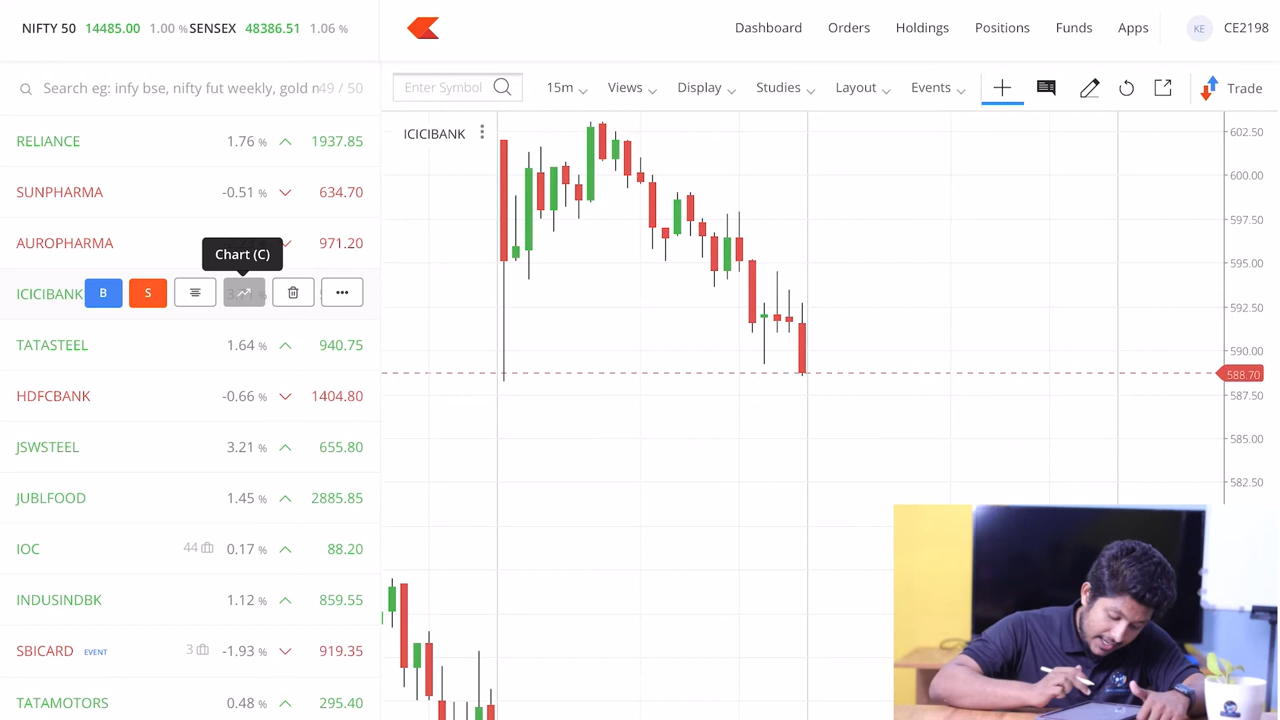 NIFTY 50 14485.00 1.00 % SENSEX 48386.51 1.06 %
Dashboard Orders Holdings Positions Funds Apps KE CE2198
Search eg: infy bse, nifty fut weekly, gold 49 / 50
Enter Symbol 15m Views Display Studies Layout Events Trade
ICICIBANK
RELIANCE 1.76 % 1937.85
SUNPHARMA -0.51 % 634.70
AUROPHARMA 971.20
Chart (C)
ICICIBANK B S
TATASTEEL 1.64 % 940.75
HDFCBANK -0.66 % 1404.80
JSWSTEEL 3.21 % 655.80
JUBLFOOD 1.45 % 2885.85
IOC 44 0.17 % 88.20
INDUSINDBK 1.12 % 859.55
SBICARD EVENT 3 -1.93 % 919.35
TATAMOTORS 0.48 % 295.40
602.50
600.00
597.50
595.00
592.50
590.00
588.70
587.50
585.00
582.50